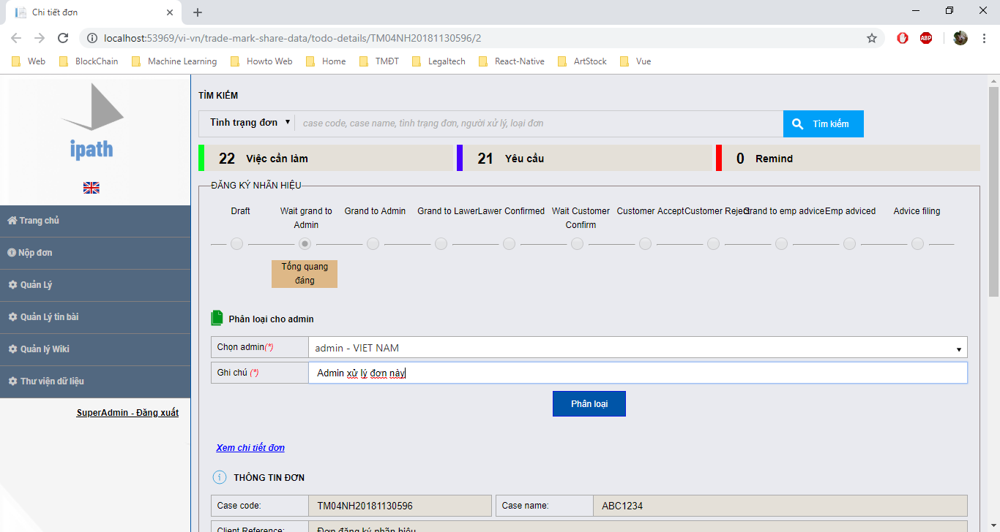 Chi tiết đơn
localhost:53969/vi-vn/trade-mark-share-data/todo-details/TM04NH20181130596/2
ABP
Web BlockChain Machine Learning Howto Web Home TMĐT Legaltech React-Native ArtStock Vue
ipath
Trang chủ
Nộp đơn
Quản Lý
Quản Lý tin bài
Quản lý Wiki
Thư viện dữ liệu
SuperAdmin - Đăng xuất
TÌM KIẾM
Tình trạng đơn case code, case name, tình trạng đơn, người xử lý, loại đơn Tìm kiếm
22 Việc cần làm 21 Yêu cầu 0 Remind
ĐĂNG KÝ NHÃN HIỆU
Draft Wait grand to Grand to Admin Grand to LawerLawer Confirmed Wait Customer Customer AcceptCustomer Reject Grand to emp adviceEmp adviced Advice filing
Admin Confirm
Tống quang
đáng
Phân loại cho admin
Chọn admin(*) admin - VIET NAM
Ghi chú (*) Admin xử lý đơn này
Phân loại
Xem chi tiết đơn
THÔNG TIN ĐƠN
Case code: TM04NH20181130596 Case name: ABC1234
Client Reference: Đơn đăng ký nhãn hiệu